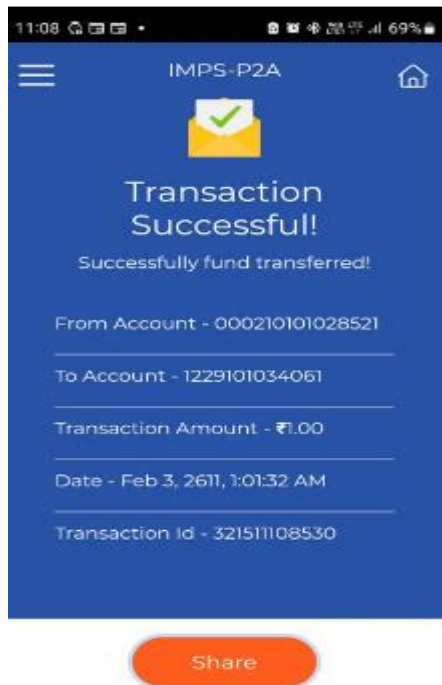 11:08 69%
IMPS-P2A
Transaction
Successful!
Successfully fund transferred!
From Account - 000210101028521
To Account - 1229101034061
Transaction Amount - ₹1.00
Date - Feb 3, 2611, 1:01:32 AM
Transaction Id - 321511108530
Share